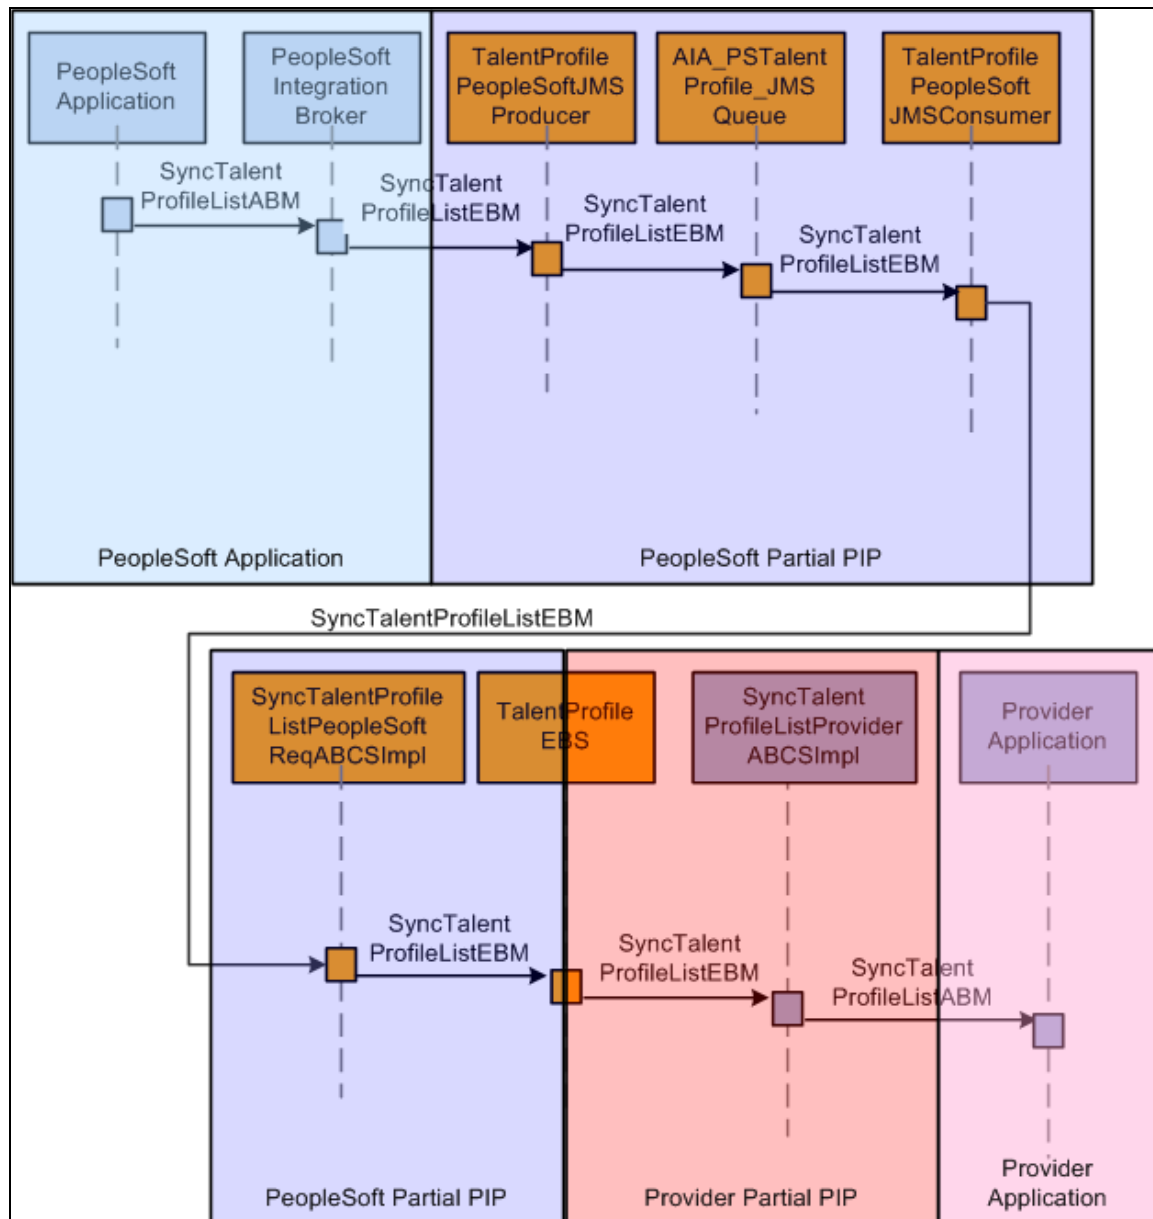 PeopleSoft
Application
PeopleSoft
Integration
Broker
TalentProfile
PeopleSoftJMS
Producer
AIA_PSTalent
Profile_JMS
Queue
TalentProfile
PeopleSoft
JMSConsumer
SyncTalent
ProfileListABM
SyncTalent
ProfileListEBM
SyncTalent
ProfileListEBM
SyncTalent
ProfileListEBM
PeopleSoft Application
PeopleSoft Partial PIP
SyncTalentProfileListEBM
SyncTalentProfile
ListPeopleSoft
ReqABCSImpl
TalentProfile
EBS
SyncTalent
ProfileListProvider
ABCSImpl
Provider
Application
SyncTalent
ProfileListEBM
SyncTalent
ProfileListEBM
SyncTalent
ProfileListABM
PeopleSoft Partial PIP
Provider Partial PIP
Provider
Application